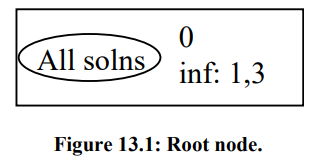 All solns
0
inf: 1,3
Figure 13.1: Root node.